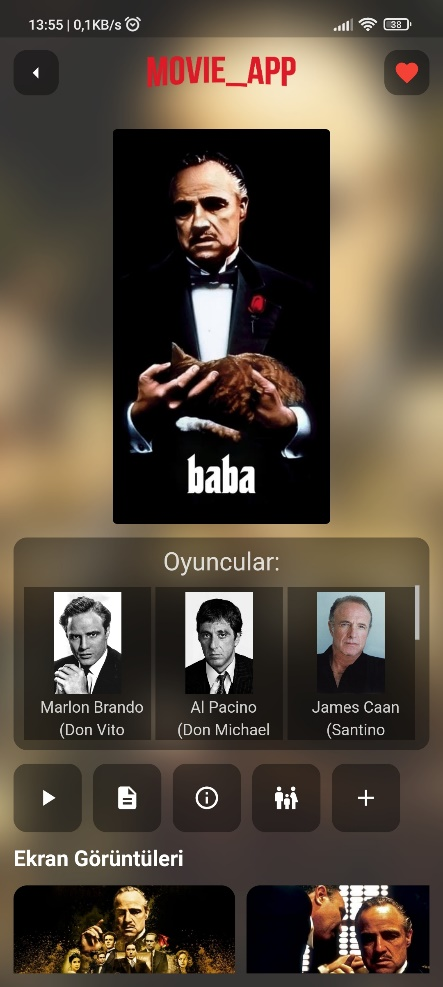 13:55 | 0,1KB/s
38
MOVIE_APP
baba
Oyuncular:
Marlon Brando
(Don Vito
Al Pacino
(Don Michael
James Caan
(Santino
Ekran Görüntüleri